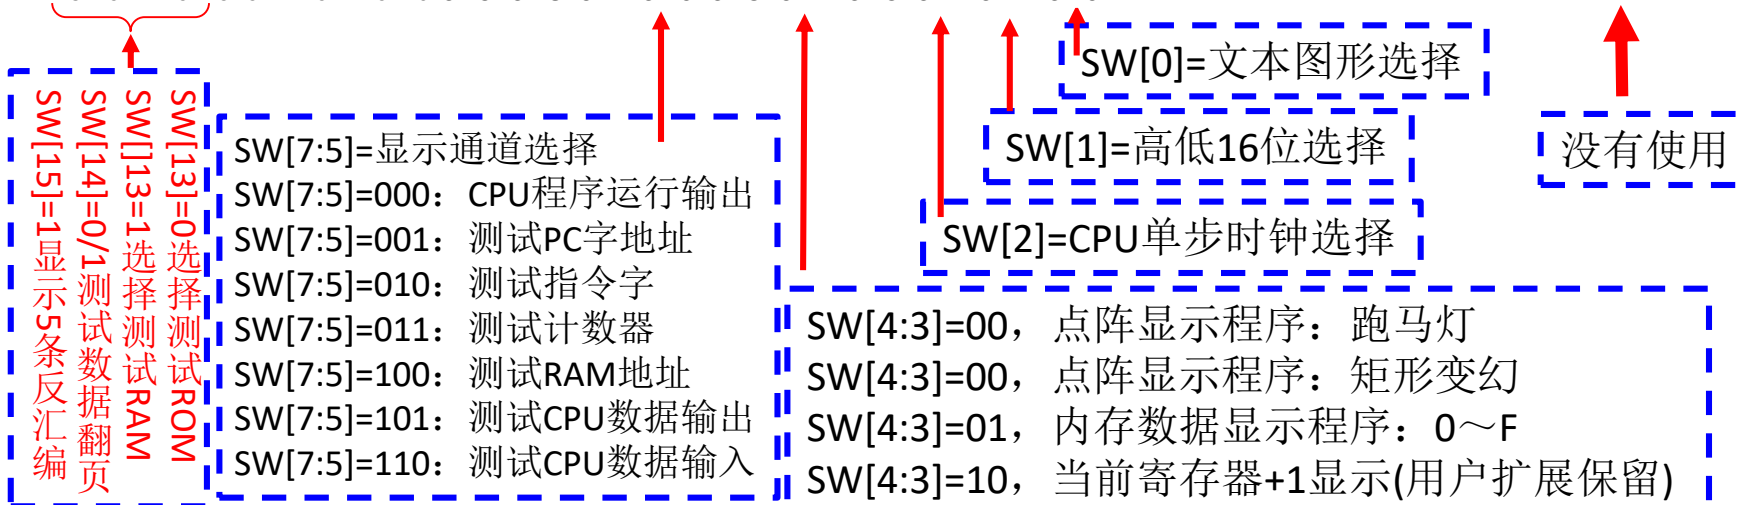 SW[0]=文本图形选择
SW[1]=高低16位选择
没有使用
SW[2]=CPU单步时钟选择
SW[13]=0选择测试ROM
SW[]13=1选择测试RAM
SW[14]=0/1测试数据翻页
SW[15]=1显示5条反汇编
SW[7:5]=显示通道选择
SW[7:5]=000：CPU程序运行输出
SW[7:5]=001：测试PC字地址
SW[7:5]=010：测试指令字
SW[7:5]=011：测试计数器
SW[7:5]=100：测试RAM地址
SW[7:5]=101：测试CPU数据输出
SW[7:5]=110：测试CPU数据输入
SW[4:3]=00，点阵显示程序：跑马灯
SW[4:3]=00，点阵显示程序：矩形变幻
SW[4:3]=01，内存数据显示程序：0～F
SW[4:3]=10，当前寄存器+1显示(用户扩展保留)